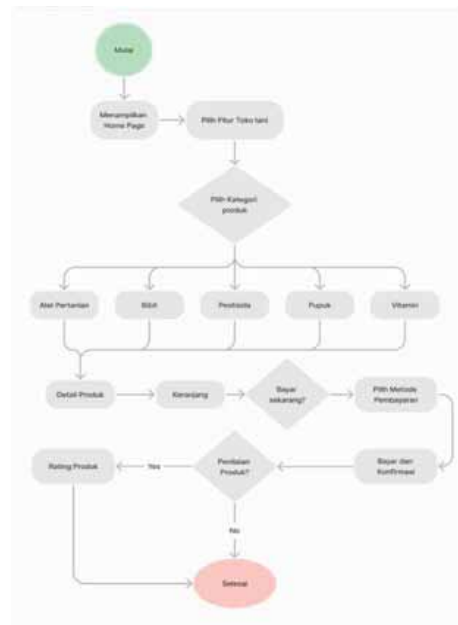 Mulai
Menampilkan
Home Page
Pilih Fitur Toko tani
Pilih Kategori
produk
Alat Pertanian
Bibit
Pestisida
Pupuk
Vitamin
Detail Produk
Keranjang
Bayar
sekarang?
Pilih Metode
Pembayaran
Rating Produk
Yes
Penilaian
Produk?
Bayar dan
Konfirmasi
No
Selesai